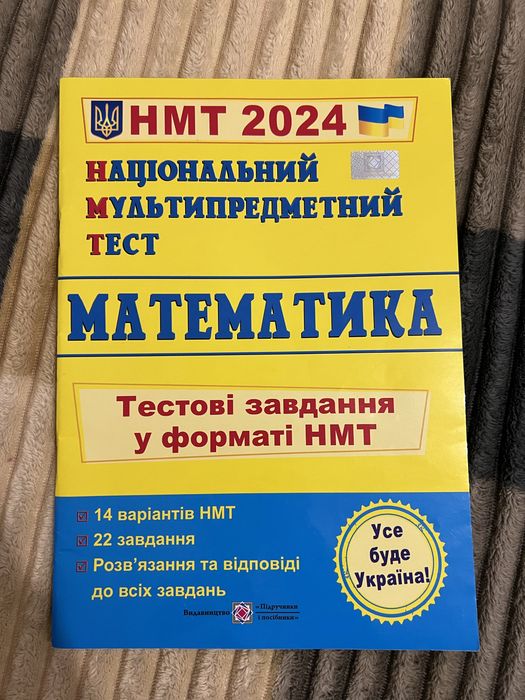 НМТ 2024
НАЦІОНАЛЬНИЙ
МУЛЬТИПРЕДМЕТНИЙ
ТЕСТ
МАТЕМАТИКА
Тестові завдання
у форматі НМТ
14 варіантів НМТ
22 завдання
Розв’язання та відповіді
до всіх завдань
Усе
буде
Україна!
Видавництво «Підручники
і посібники»